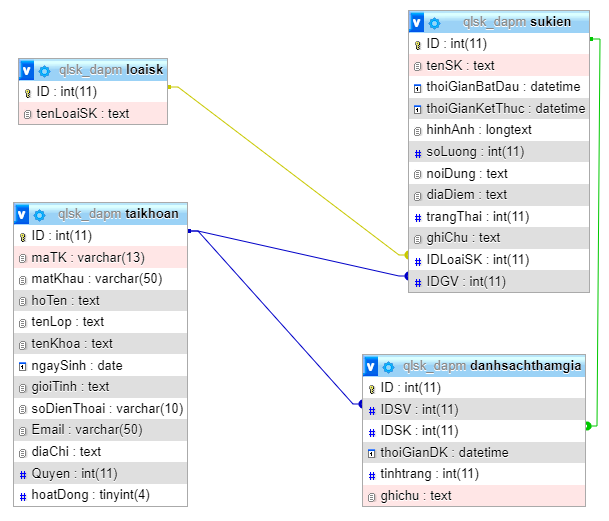 qlsk_dapm loaisk
ID : int(11)
tenLoaiSK : text
qlsk_dapm sukien
ID : int(11)
tenSK : text
thoiGianBatDau : datetime
thoiGianKetThuc : datetime
hinhAnh : longtext
soLuong : int(11)
noiDung : text
diaDiem : text
trangThai : int(11)
ghiChu : text
IDLoaiSK : int(11)
IDGV : int(11)
qlsk_dapm taikhoan
ID : int(11)
maTK : varchar(13)
matKhau : varchar(50)
hoTen : text
tenLop : text
tenKhoa : text
ngaySinh : date
gioiTinh : text
soDienThoai : varchar(10)
Email : varchar(50)
diaChi : text
Quyen : int(11)
hoatDong : tinyint(4)
qlsk_dapm danhsachthamgia
ID : int(11)
IDSV : int(11)
IDSK : int(11)
thoiGianDK : datetime
tinhtrang : int(11)
ghichu : text